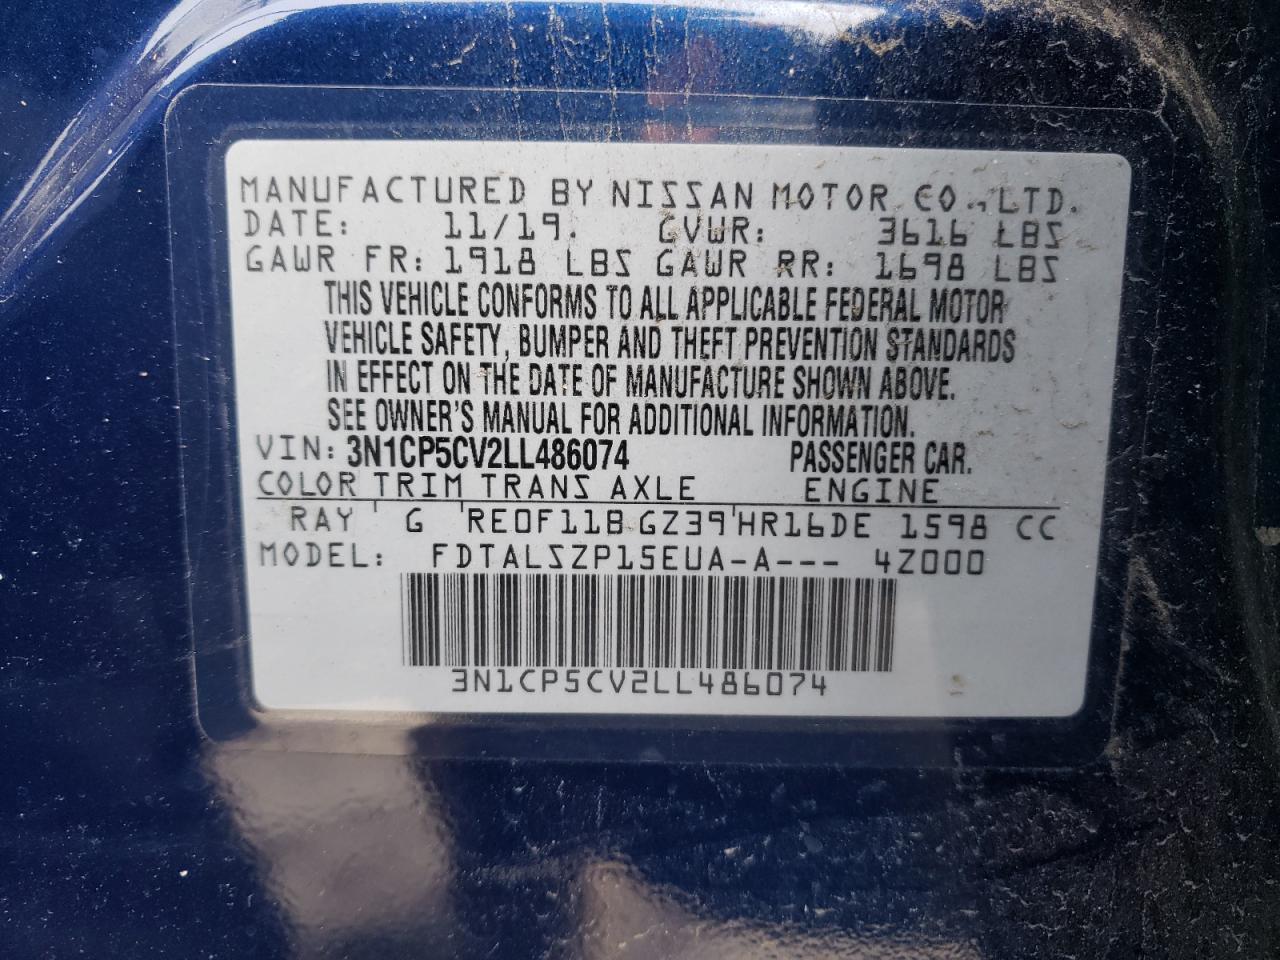 MANUFACTURED BY NISSAN MOTOR CO., LTD.
DATE: 11/19. GVWR: 3616 LBS
GAWR FR: 1918 LBS GAWR RR: 1698 LBS
THIS VEHICLE CONFORMS TO ALL APPLICABLE FEDERAL MOTOR
VEHICLE SAFETY, BUMPER AND THEFT PREVENTION STANDARDS
IN EFFECT ON THE DATE OF MANUFACTURE SHOWN ABOVE.
SEE OWNER'S MANUAL FOR ADDITIONAL INFORMATION.
VIN: 3N1CP5CV2LL486074 PASSENGER CAR.
COLOR TRIM TRANS AXLE ENGINE
RAY ' G ' RE0F11B GZ39 ' HR16DE 1598 CC
MODEL: FDTALSZP15EUA-A--- 4Z000
3N1CP5CV2LL486074